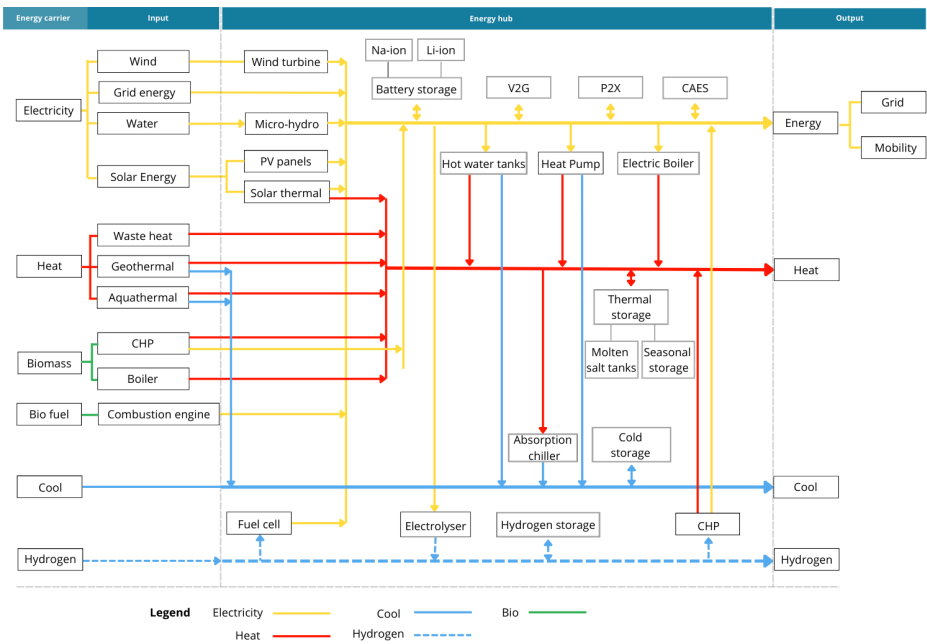 Energy carrier
Input
Energy hub
Output
Na-ion
Li-ion
Wind
Wind turbine
Battery storage
V2G
P2X
CAES
Grid energy
Grid
Electricity
Water
Micro-hydro
Energy
Mobility
PV panels
Hot water tanks
Heat Pump
Electric Boiler
Solar Energy
Solar thermal
Waste heat
Heat
Geothermal
Heat
Aquathermal
Thermal
storage
CHP
Biomass
Molten
salt tanks
Seasonal
storage
Boiler
Bio fuel
Combustion engine
Absorption
chiller
Cold
storage
Cool
Cool
Fuel cell
Electrolyser
Hydrogen storage
CHP
Hydrogen
Hydrogen
Legend
Electricity
Cool
Bio
Heat
Hydrogen